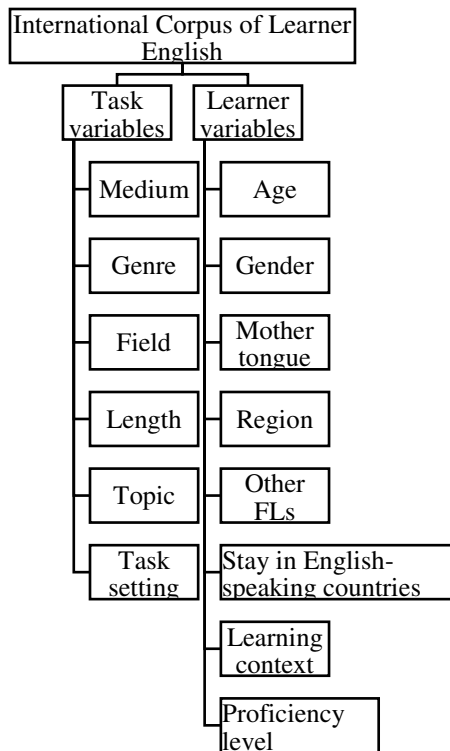 International Corpus of Learner
English
Task
variables
Learner
variables
Medium
Genre
Field
Length
Topic
Task
setting
Age
Gender
Mother
tongue
Region
Other
FLs
Stay in English-
speaking countries
Learning
context
Proficiency
level